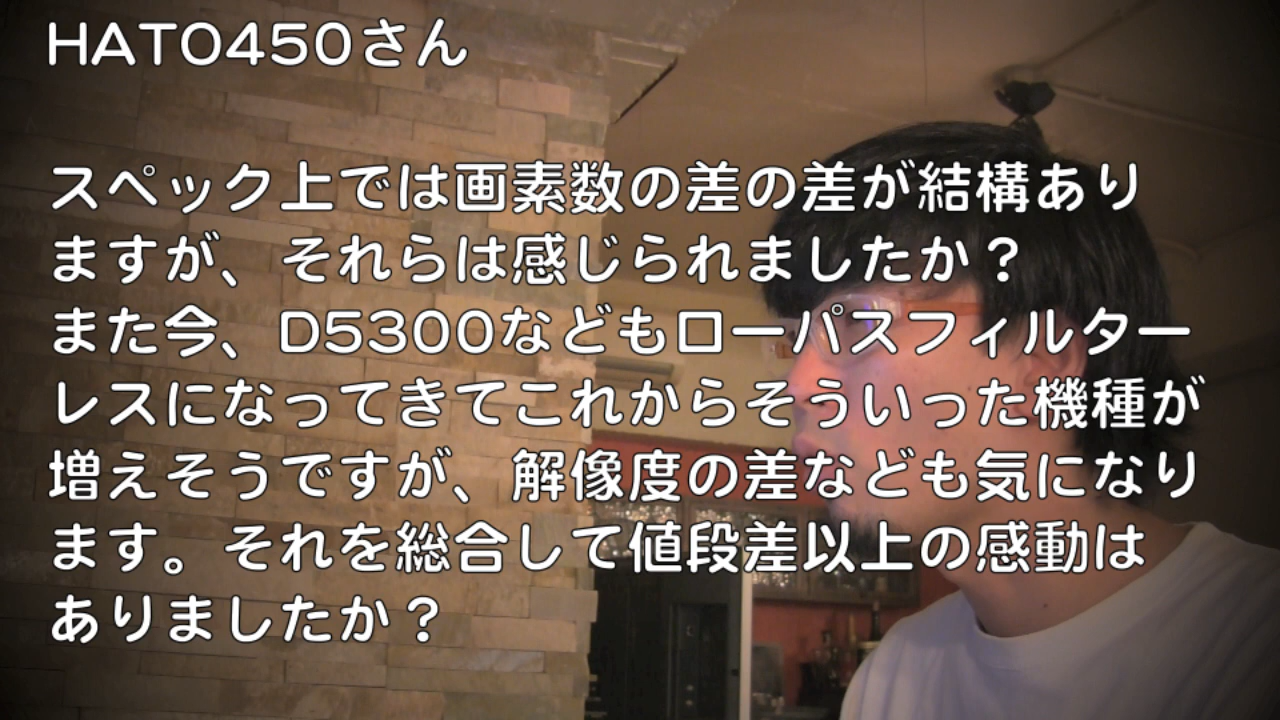 HATO450さん
スペック上では画素数の差の差が結構あり
ますが、それらは感じられましたか？
また今、D5300などもローパスフィルター
レスになってきてこれからそういった機種が
増えそうですが、解像度の差なども気になり
ます。それを総合して値段差以上の感動は
ありましたか？